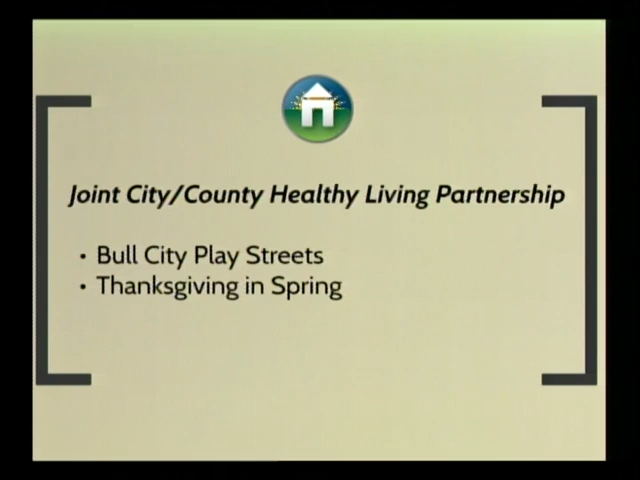 Joint City/County Healthy Living Partnership
• Bull City Play Streets
• Thanksgiving in Spring